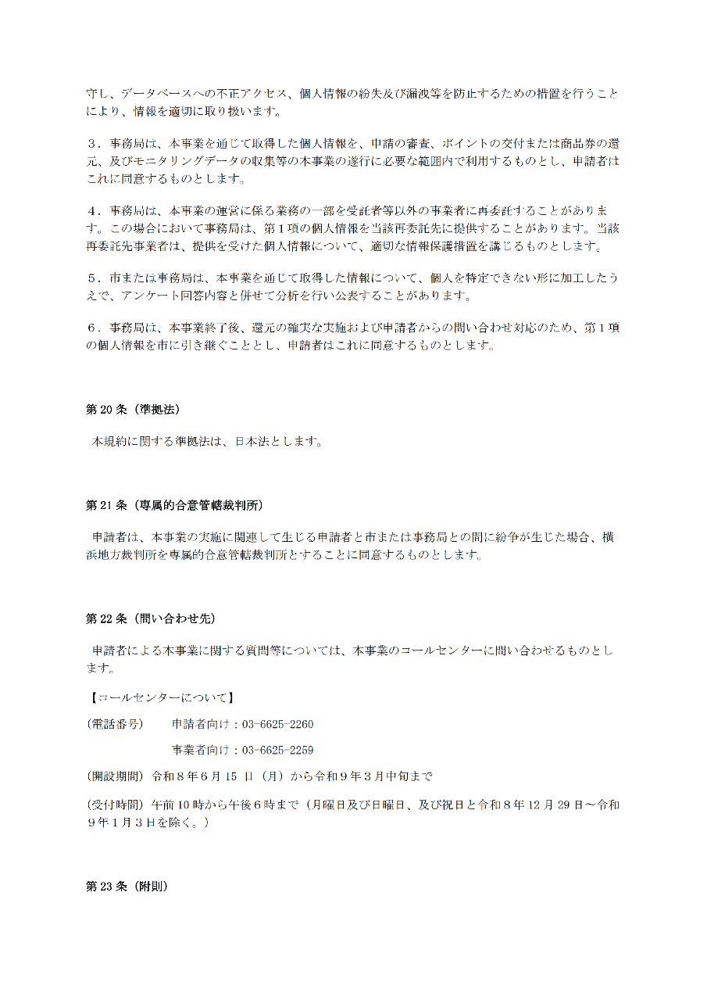 守し、データベースへの不正アクセス、個人情報の紛失及び漏洩等を防止するための措置を行うこと
により、情報を適切に取り扱います。
３．事務局は、本事業を通じて取得した個人情報を、申請の審査、ポイントの交付または商品券の還
元、及びモニタリングデータの収集等の本事業の遂行に必要な範囲内で利用するものとし、申請者は
これに同意するものとします。
４．事務局は、本事業の運営に係る業務の一部を受託者等以外の事業者に再委託することがありま
す。この場合において事務局は、第１項の個人情報を当該再委託先に提供することがあります。当該
再委託先事業者は、提供を受けた個人情報について、適切な情報保護措置を講じるものとします。
５．市または事務局は、本事業を通じて取得した情報について、個人を特定できない形に加工したう
えで、アンケート回答内容と併せて分析を行い公表することがあります。
６．事務局は、本事業終了後、還元の確実な実施および申請者からの問い合わせ対応のため、第１項
の個人情報を市に引き継ぐこととし、申請者はこれに同意するものとします。
第 20 条（準拠法）
本規約に関する準拠法は、日本法とします。
第 21 条（専属的合意管轄裁判所）
申請者は、本事業の実施に関連して生じる申請者と市または事務局との間に紛争が生じた場合、横
浜地方裁判所を専属的合意管轄裁判所とすることに同意するものとします。
第 22 条（問い合わせ先）
申請者による本事業に関する質問等については、本事業のコールセンターに問い合わせるものとし
ます。
【コールセンターについて】
(電話番号)　　申請者向け：03-6625-2260
事業者向け：03-6625-2259
(開設期間) 令和８年６月 15 日（月）から令和９年３月中旬まで
(受付時間) 午前 10 時から午後６時まで（月曜日及び日曜日、及び祝日と令和８年 12 月 29 日～令和
９年１月３日を除く。）
第 23 条（附則）